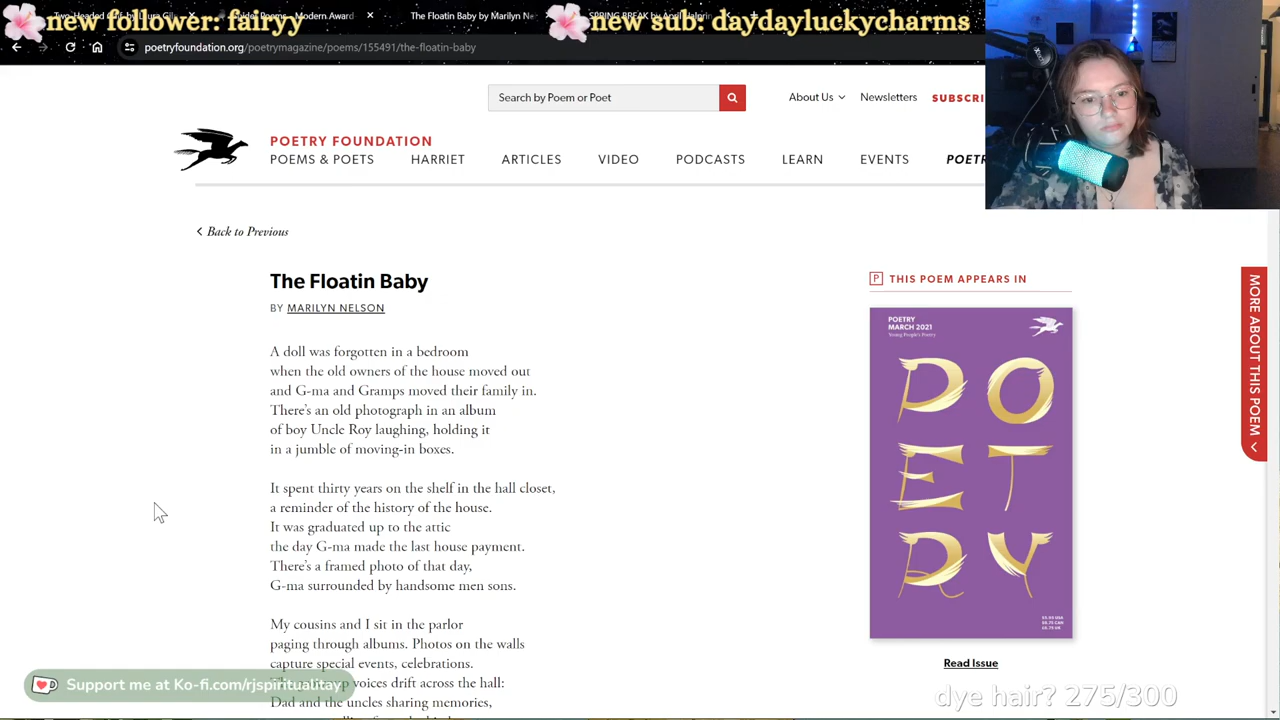 new follower: fairyy
new sub: daydayluckycharms
Poems - Modern Award
The Floatin Baby by Marilyn Ne
poetryfoundation.org/poetrymagazine/poems/155491/the-floatin-baby
Search by Poem or Poet
About Us
Newsletters
SUBSCRI
POETRY FOUNDATION
POEMS & POETS
HARRIET
ARTICLES
VIDEO
PODCASTS
LEARN
EVENTS
POETR
Back to Previous
The Floatin Baby
BY MARILYN NELSON
A doll was forgotten in a bedroom
when the old owners of the house moved out
and G-ma and Gramps moved their family in.
There's an old photograph in an album
of boy Uncle Roy laughing, holding it
in a jumble of moving-in boxes.
It spent thirty years on the shelf in the hall closet,
a reminder of the history of the house.
It was graduated up to the attic
the day G-ma made the last house payment.
There's a framed photo of that day,
G-ma surrounded by handsome men sons.
My cousins and I sit in the parlor
paging through albums. Photos on the walls
capture special events, celebrations.
voices drift across the hall:
Dad and the uncles sharing memories,
P THIS POEM APPEARS IN
POETRY
MARCH 2021
Young People's Poetry
POETRY
Read Issue
MORE ABOUT THIS POEM
Support me at Ko-fi.com/rjspiritualitay
dye hair? 275/300